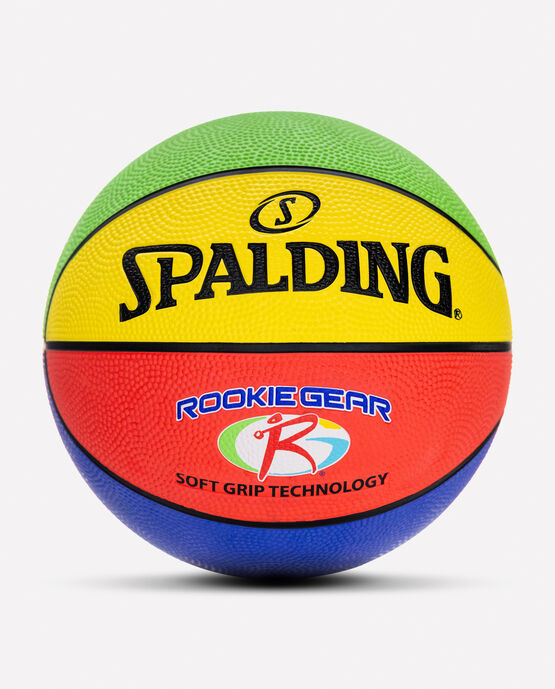 S
SPALDING®
ROOKIE GEAR
R®
SOFT GRIP TECHNOLOGY